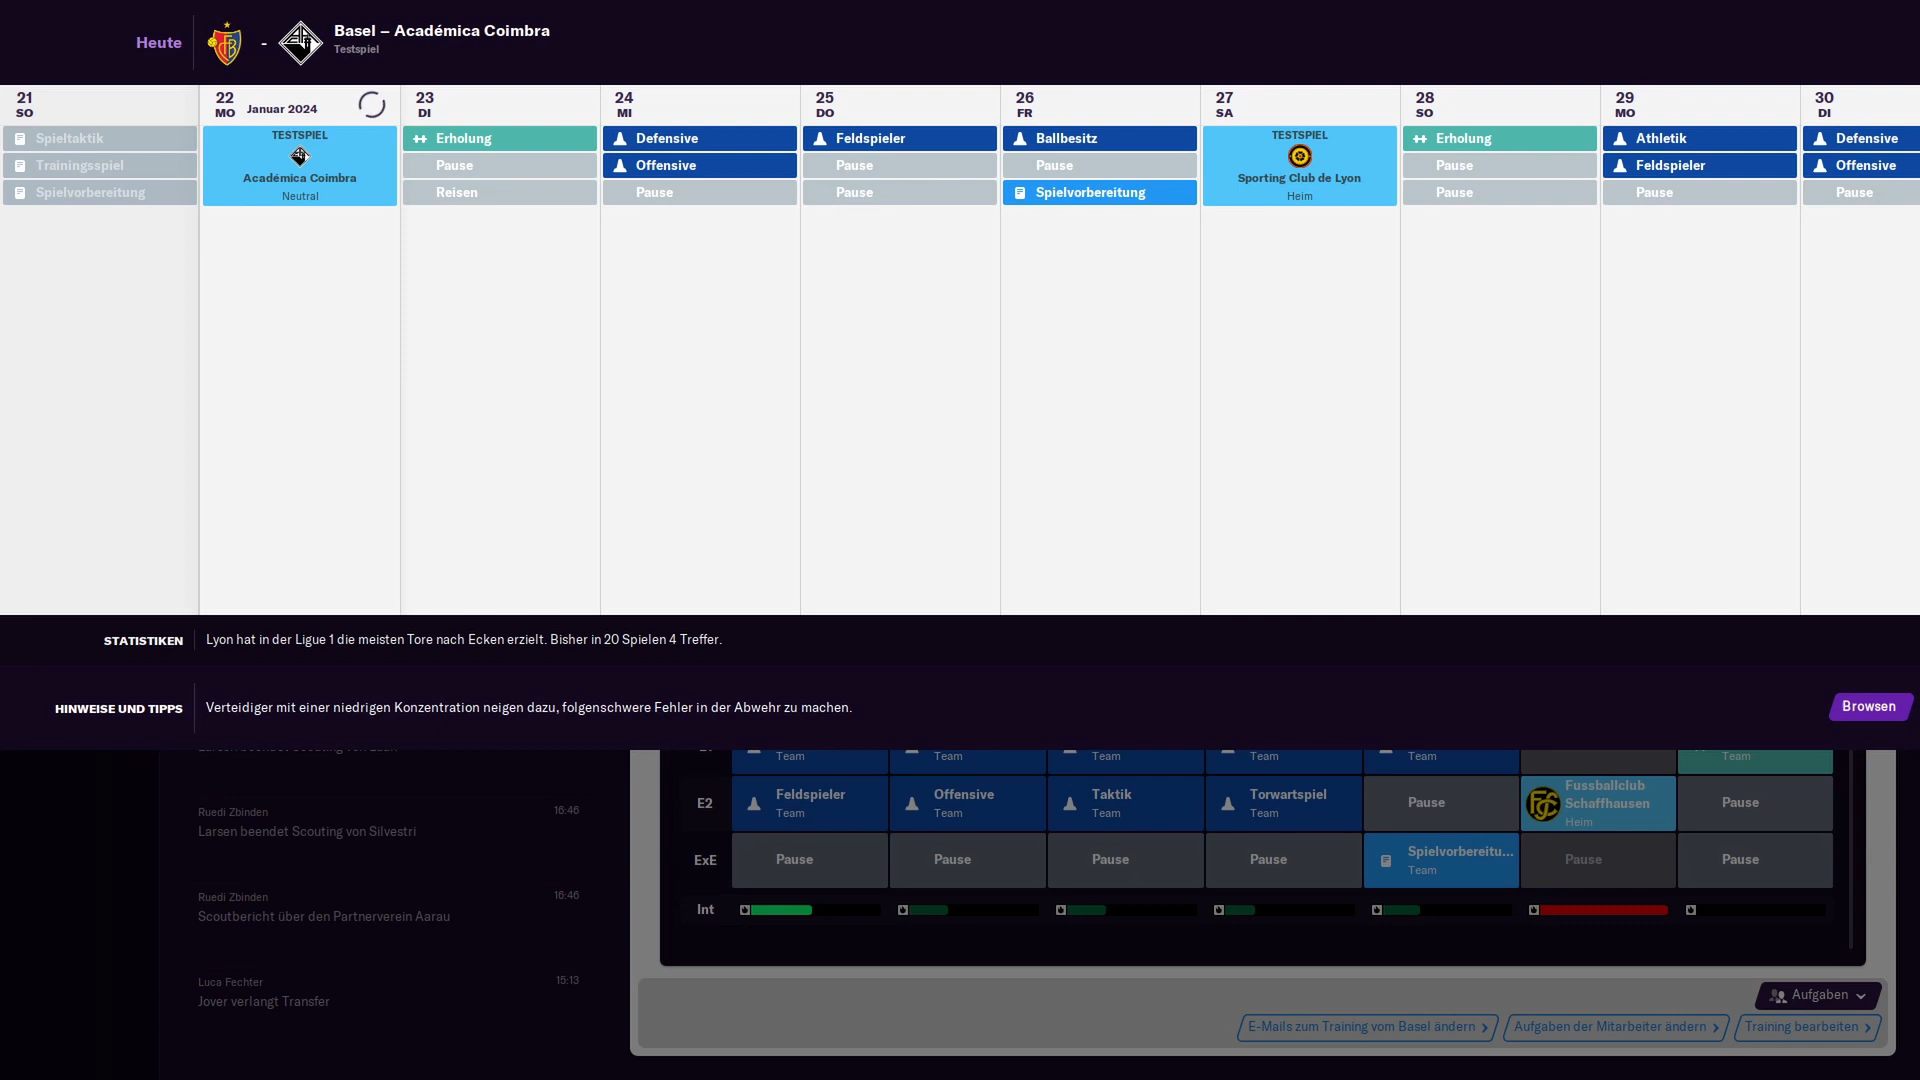 Heute
-
Basel – Académica Coimbra
Testspiel
21
SO
22
MO
Januar 2024
23
DI
24
MI
25
DO
26
FR
27
SA
28
SO
29
MO
30
DI
Spieltaktik
Trainingsspiel
Spielvorbereitung
TESTSPIEL
Académica Coimbra
Neutral
Erholung
Pause
Reisen
Defensive
Offensive
Pause
Feldspieler
Pause
Pause
Ballbesitz
Pause
Spielvorbereitung
TESTSPIEL
Sporting Club de Lyon
Heim
Erholung
Pause
Pause
Athletik
Feldspieler
Pause
Defensive
Offensive
Pause
STATISTIKEN
Lyon hat in der Ligue 1 die meisten Tore nach Ecken erzielt. Bisher in 20 Spielen 4 Treffer.
HINWEISE UND TIPPS
Verteidiger mit einer niedrigen Konzentration neigen dazu, folgenschwere Fehler in der Abwehr zu machen.
Browsen
Ruedi Zbinden
16:46
Larsen beendet Scouting von Silvestri
Ruedi Zbinden
16:46
Scoutbericht über den Partnerverein Aarau
Luca Fechter
15:13
Jover verlangt Transfer
Team
Team
Team
Team
Team
Team
E2
Feldspieler
Team
Offensive
Team
Taktik
Team
Torwartspiel
Team
Pause
Fussballclub
Schaffhausen
Heim
Pause
ExE
Pause
Pause
Pause
Pause
Spielvorbereitu...
Team
Pause
Pause
Int
Aufgaben
E-Mails zum Training vom Basel ändern
Aufgaben der Mitarbeiter ändern
Training bearbeiten